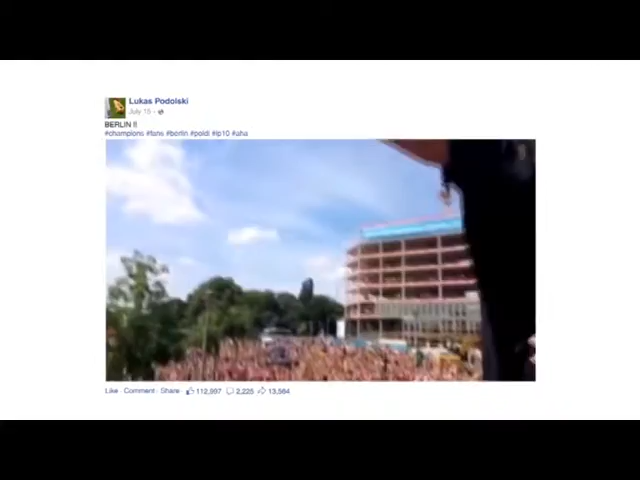 Lukas Podolski
July 15 ·
BERLIN !!
#champions #fans #berlin #poldi #lp10 #aha
Like · Comment · Share · 112,997 2,225 13,564